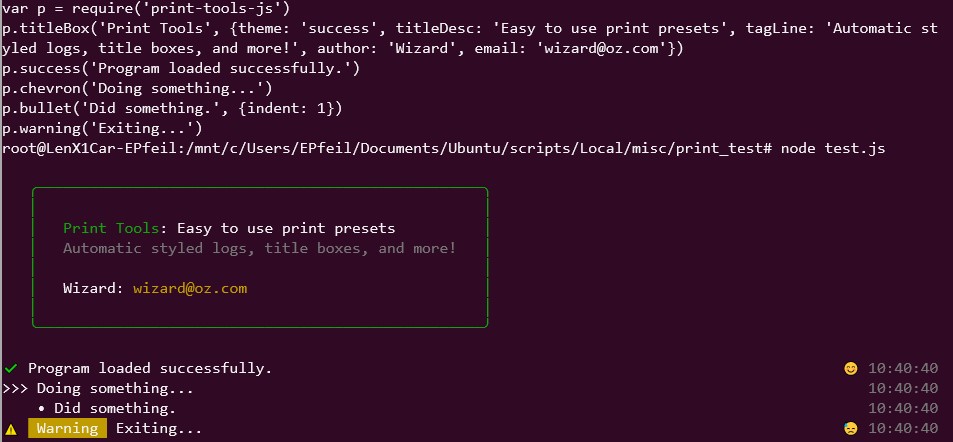 var p = require('print-tools-js')
p.titleBox('Print Tools', {theme: 'success', titleDesc: 'Easy to use print presets', tagLine: 'Automatic st
yled logs, title boxes, and more!', author: 'Wizard', email: 'wizard@oz.com'})
p.success('Program loaded successfully.')
p.chevron('Doing something...')
p.bullet('Did something.', {indent: 1})
p.warning('Exiting...')
root@LenX1Car-EPfeil:/mnt/c/Users/EPfeil/Documents/Ubuntu/scripts/Local/misc/print_test# node test.js
Print Tools: Easy to use print presets
Automatic styled logs, title boxes, and more!
Wizard: wizard@oz.com
✓ Program loaded successfully. 😊 10:40:40
>>> Doing something... 10:40:40
• Did something. 10:40:40
⚠ Warning Exiting... 😥 10:40:40